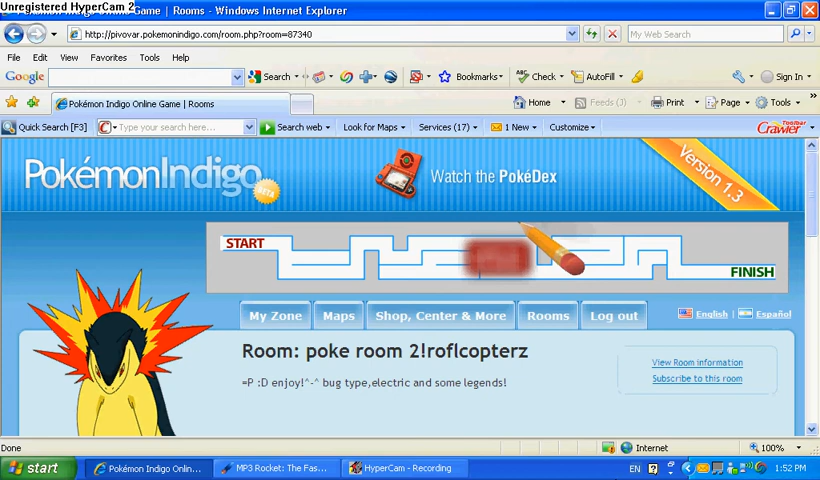 Unregistered HyperCam 2
Game | Rooms - Windows Internet Explorer
http://pivovar.pokemonindigo.com/room.php?room=87340
My Web Search
File Edit View Favorites Tools Help
Google
Search
Bookmarks
Check
AutoFill
Sign In
Pokémon Indigo Online Game | Rooms
Home
Feeds (J)
Print
Page
Tools
Quick Search [F3]
Type your search here...
Search web
Look for Maps
Services (17)
1 New
Customize
Toolbar
Crawler
PokémonIndigo
BETA
Watch the PokéDex
Version 1.3
START
FINISH
My Zone
Maps
Shop, Center & More
Rooms
Log out
English | Español
Room: poke room 2!roflcopterz
=P :D enjoy!^-^ bug type,electric and some legends!
View Room information
Subscribe to this room
Done
Internet
100%
start
Pokémon Indigo Onlin...
MP3 Rocket: The Fas...
HyperCam - Recording
EN
1:52 PM